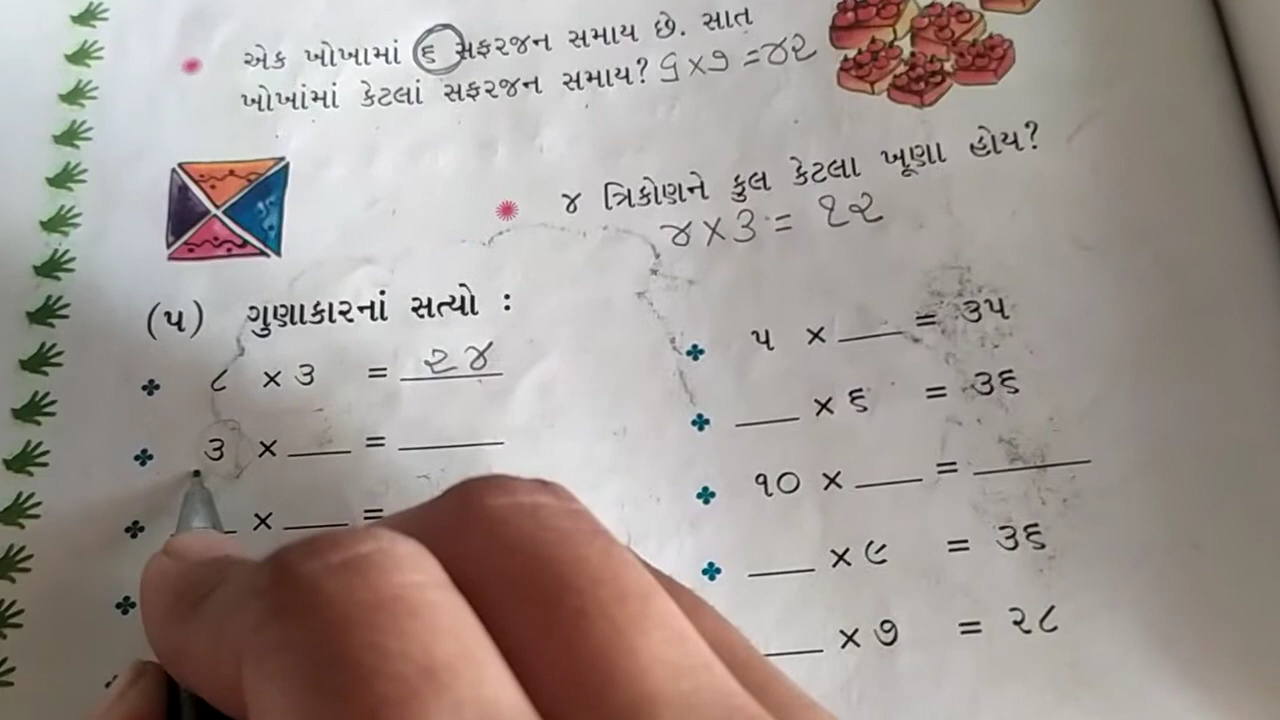 એક ખોખામાં ૬ સફરજન સમાય છે. સાત
ખોખાંમાં કેટલાં સફરજન સમાય? ૬ x ૭ = ૪૨
૪ ત્રિકોણને કુલ કેટલા ખૂણા હોય?
૪ x ૩ = ૧૨
(૫) ગુણાકારનાં સત્યો :
૮ × ૩ = ૨૪
૩ × ___ = ___
___ × ___ =
૫ × ___ = ૩૫
___ × ૬ = ૩૬
૧૦ × ___ = ___
___ × ૯ = ૩૬
___ × ૭ = ૨૮